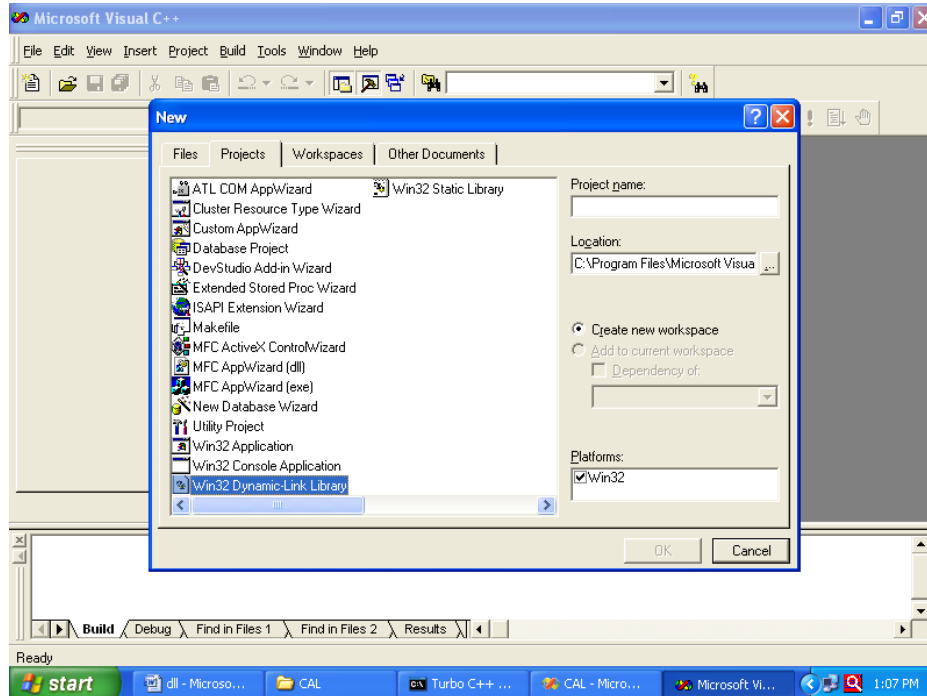 Microsoft Visual C++
File Edit View Insert Project Build Tools Window Help
New
Files Projects Workspaces Other Documents
ATL COM AppWizard
Cluster Resource Type Wizard
Custom AppWizard
Database Project
DevStudio Add-in Wizard
Extended Stored Proc Wizard
ISAPI Extension Wizard
Makefile
MFC ActiveX ControlWizard
MFC AppWizard (dll)
MFC AppWizard (exe)
New Database Wizard
Utility Project
Win32 Application
Win32 Console Application
Win32 Dynamic-Link Library
Win32 Static Library
Project name:
Location:
C:\Program Files\Microsoft Visua ...
Create new workspace
Add to current workspace
Dependency of:
Platforms:
Win32
OK Cancel
Build Debug Find in Files 1 Find in Files 2 Results
Ready
start dll - Microso... CAL Turbo C++ ... CAL - Micro... Microsoft Vi... 1:07 PM